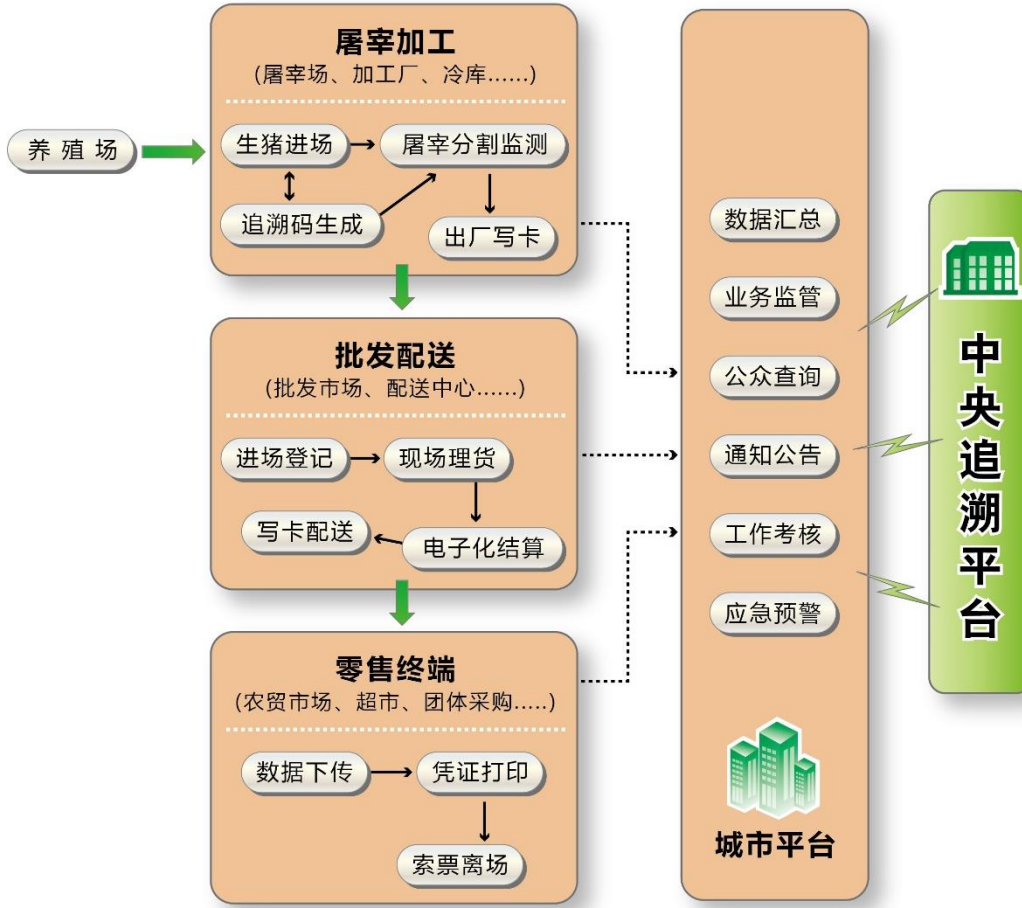 养殖场
屠宰加工
(屠宰场、加工厂、冷库......)
生猪进场
屠宰分割监测
追溯码生成
出厂写卡
批发配送
(批发市场、配送中心......)
进场登记
现场理货
写卡配送
电子化结算
零售终端
(农贸市场、超市、团体采购.....)
数据下传
凭证打印
索票离场
数据汇总
业务监管
公众查询
通知公告
工作考核
应急预警
城市平台
中央追溯平台